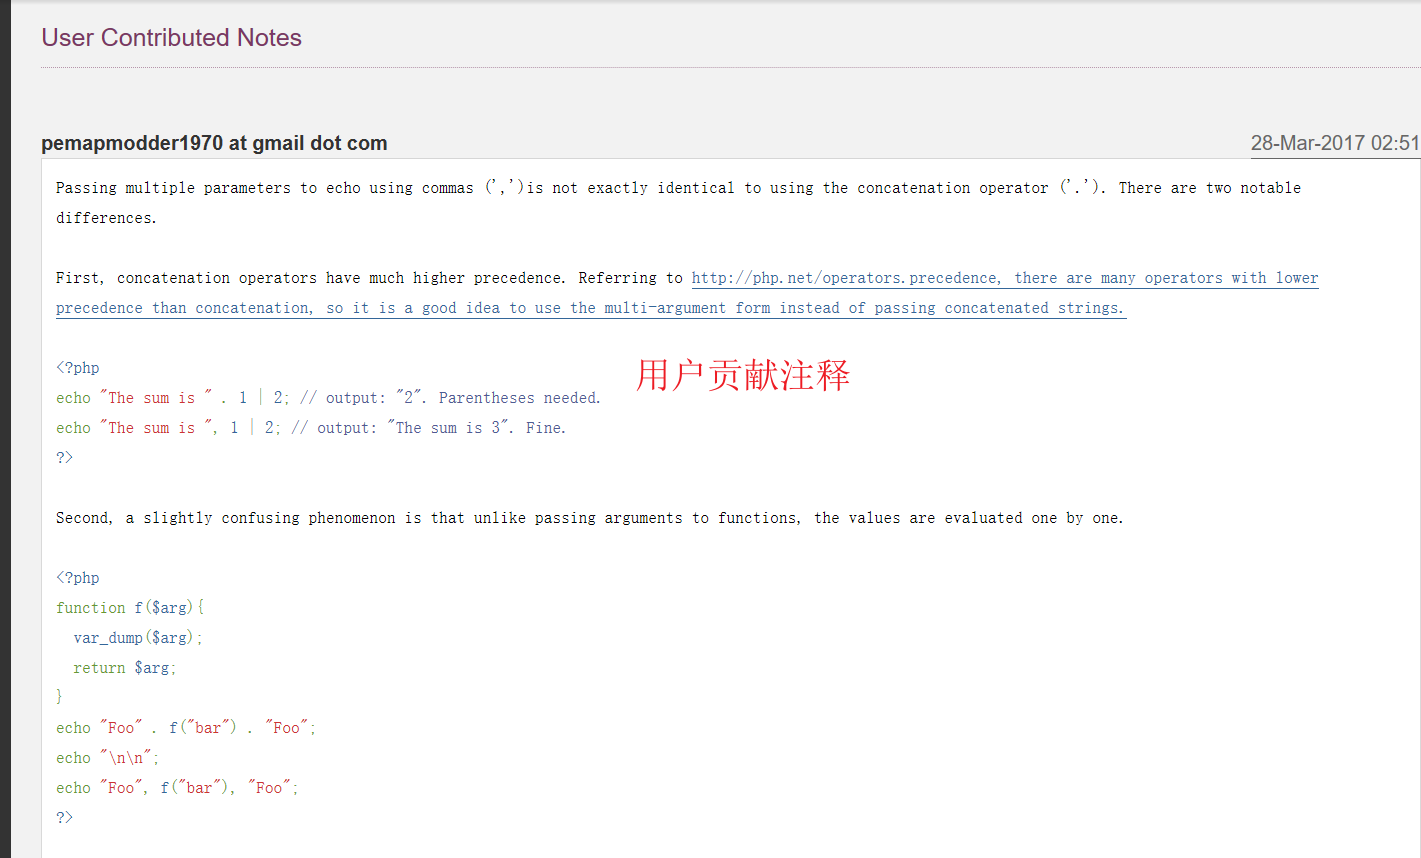 User Contributed Notes
pemapmodder1970 at gmail dot com
28-Mar-2017 02:51
Passing multiple parameters to echo using commas (',')is not exactly identical to using the concatenation operator ('.'). There are two notable
differences.
First, concatenation operators have much higher precedence. Referring to http://php.net/operators.precedence, there are many operators with lower
precedence than concatenation, so it is a good idea to use the multi-argument form instead of passing concatenated strings.
<?php
用户贡献注释
echo "The sum is " . 1 | 2; // output: "2". Parentheses needed.
echo "The sum is ", 1 | 2; // output: "The sum is 3". Fine.
?>
Second, a slightly confusing phenomenon is that unlike passing arguments to functions, the values are evaluated one by one.
<?php
function f($arg){
  var_dump($arg);
  return $arg;
}
echo "Foo" . f("bar") . "Foo";
echo "\n\n";
echo "Foo", f("bar"), "Foo";
?>